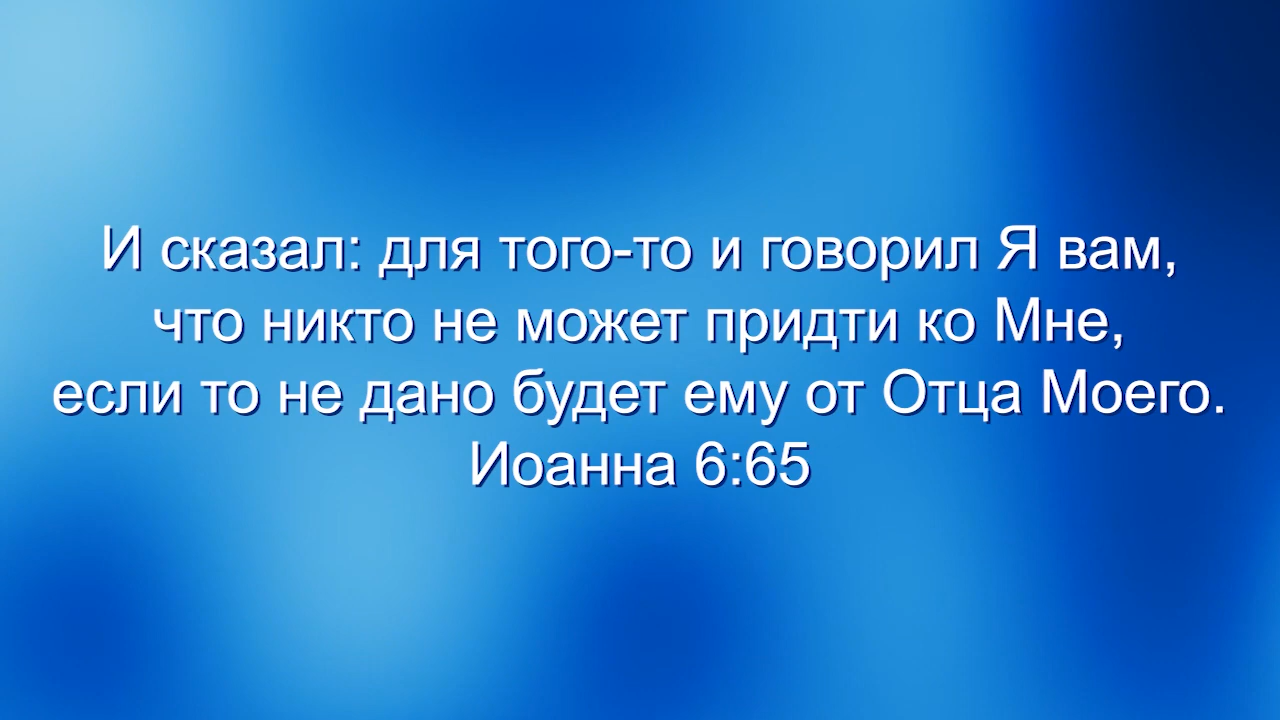 И сказал: для того-то и говорил Я вам,
что никто не может придти ко Мне,
если то не дано будет ему от Отца Моего.
Иоанна 6:65